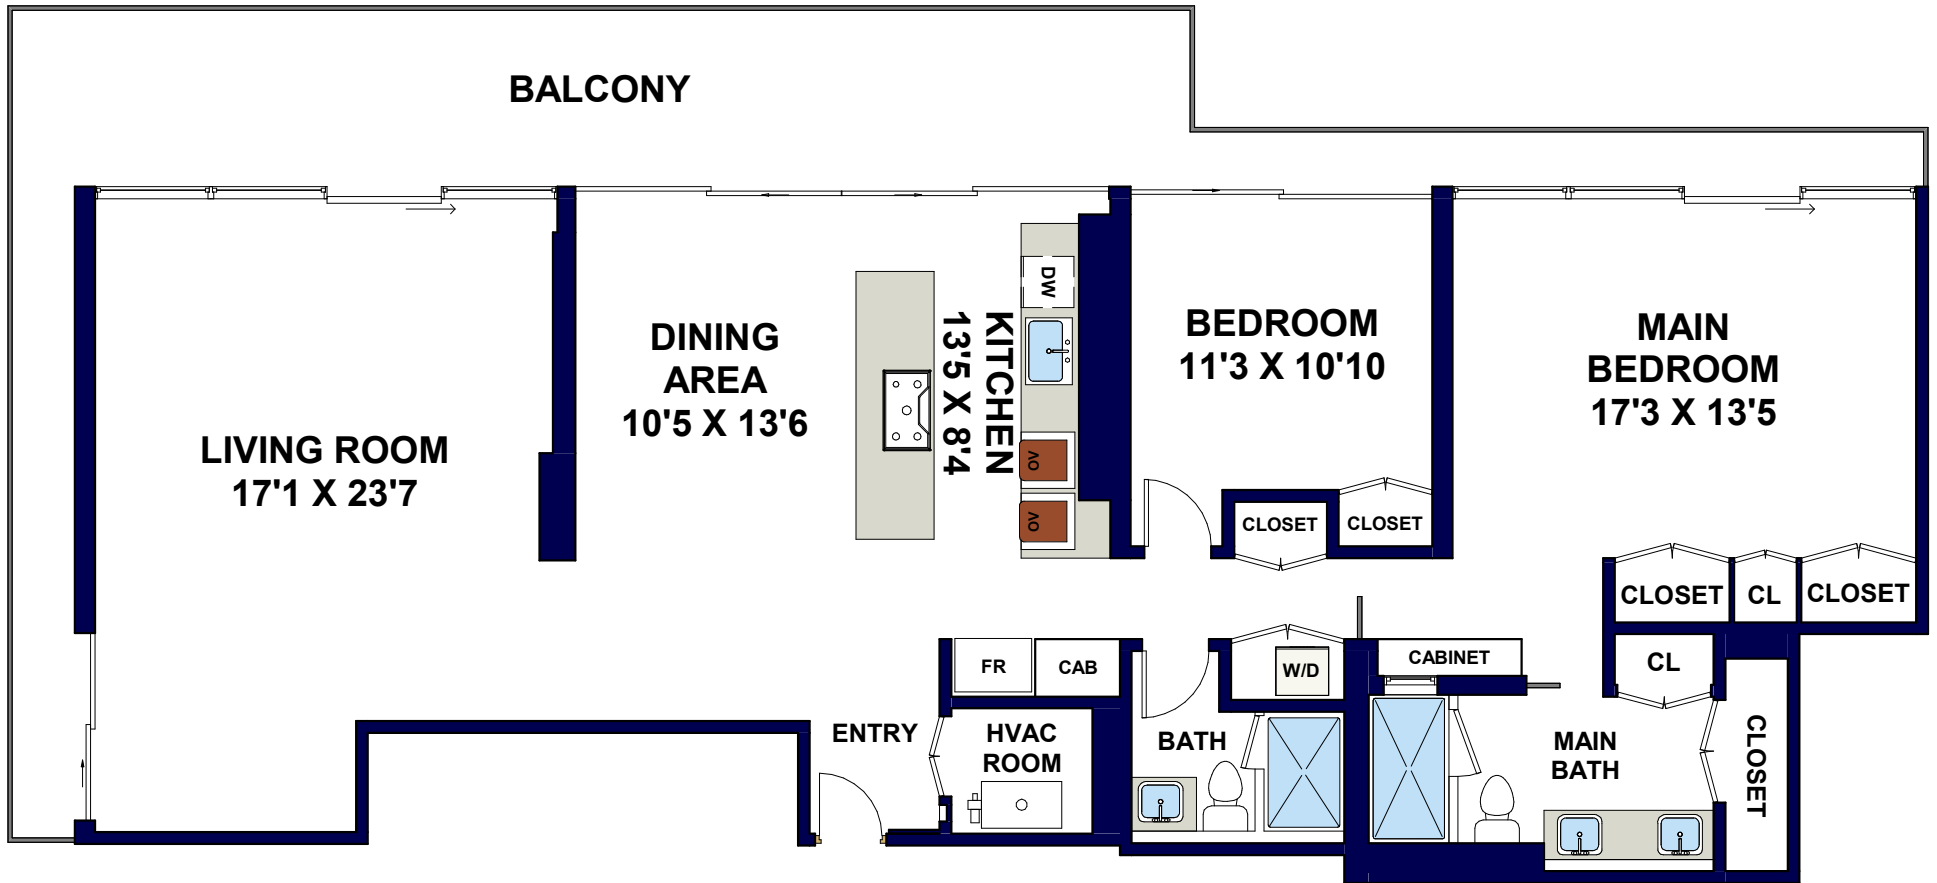 BALCONY
LIVING ROOM
17'1 X 23'7
DINING
AREA
10'5 X 13'6
KITCHEN
13'5 X 8'4
DW
OV
OV
BEDROOM
11'3 X 10'10
CLOSET
CLOSET
MAIN
BEDROOM
17'3 X 13'5
CLOSET
CL
CLOSET
FR
CAB
W/D
CABINET
CL
ENTRY
HVAC
ROOM
BATH
MAIN
BATH
CLOSET